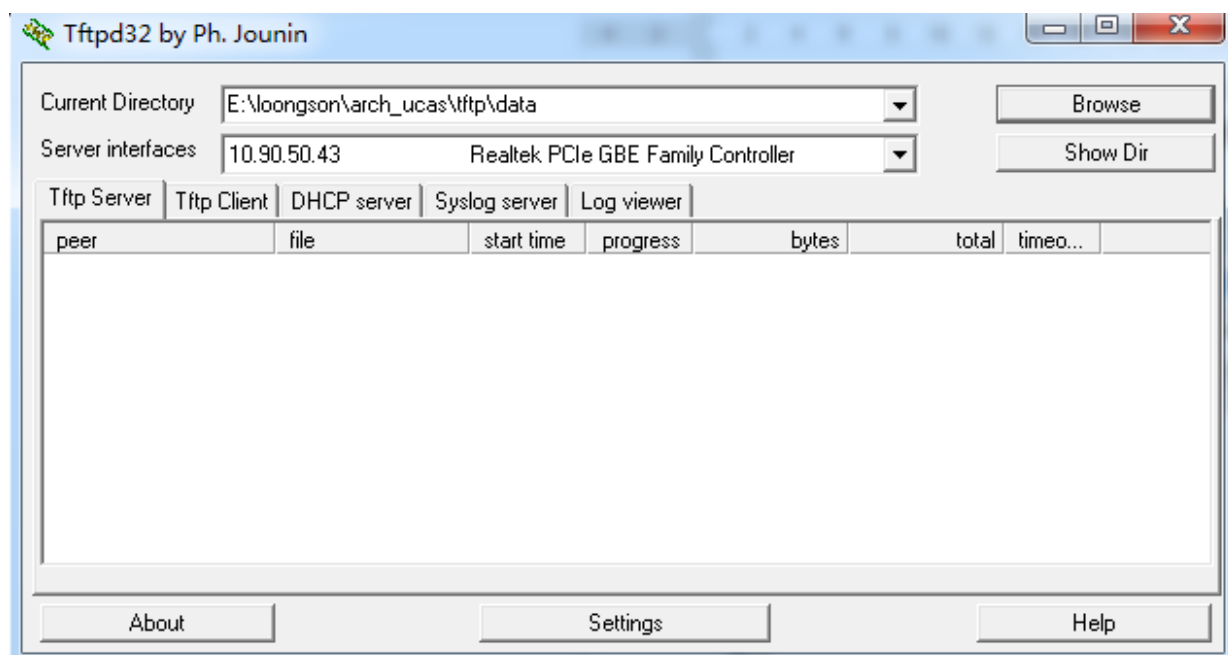 Tftpd32 by Ph. Jounin
Current Directory E:\loongson\arch_ucas\tftp\data Browse
Server interfaces 10.90.50.43 Realtek PCIe GBE Family Controller Show Dir
Tftp Server Tftp Client DHCP server Syslog server Log viewer
peer file start time progress bytes total timeo...
About Settings Help